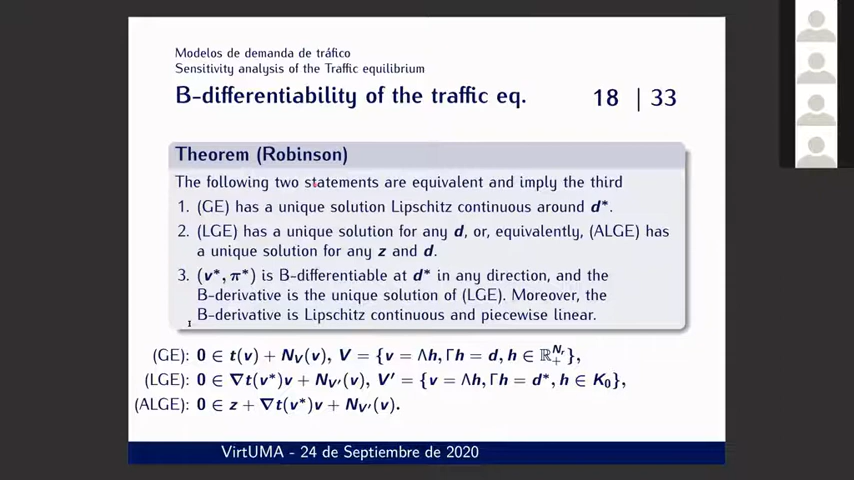 Modelos de demanda de tráfico
Sensitivity analysis of the Traffic equilibrium
B-differentiability of the traffic eq. 18 | 33
Theorem (Robinson)
The following two statements are equivalent and imply the third
1. (GE) has a unique solution Lipschitz continuous around d*.
2. (LGE) has a unique solution for any d, or, equivalently, (ALGE) has
a unique solution for any z and d.
3. (v*, π*) is B-differentiable at d* in any direction, and the
B-derivative is the unique solution of (LGE). Moreover, the
B-derivative is Lipschitz continuous and piecewise linear.
(GE): 0 ∈ t(v) + N_V(v), V = {v = Λh, Γh = d, h ∈ ℝ₊^{N_r}},
(LGE): 0 ∈ ∇t(v*)v + N_{V'}(v), V' = {v = Λh, Γh = d*, h ∈ K₀},
(ALGE): 0 ∈ z + ∇t(v*)v + N_{V'}(v).
VirtUMA - 24 de Septiembre de 2020